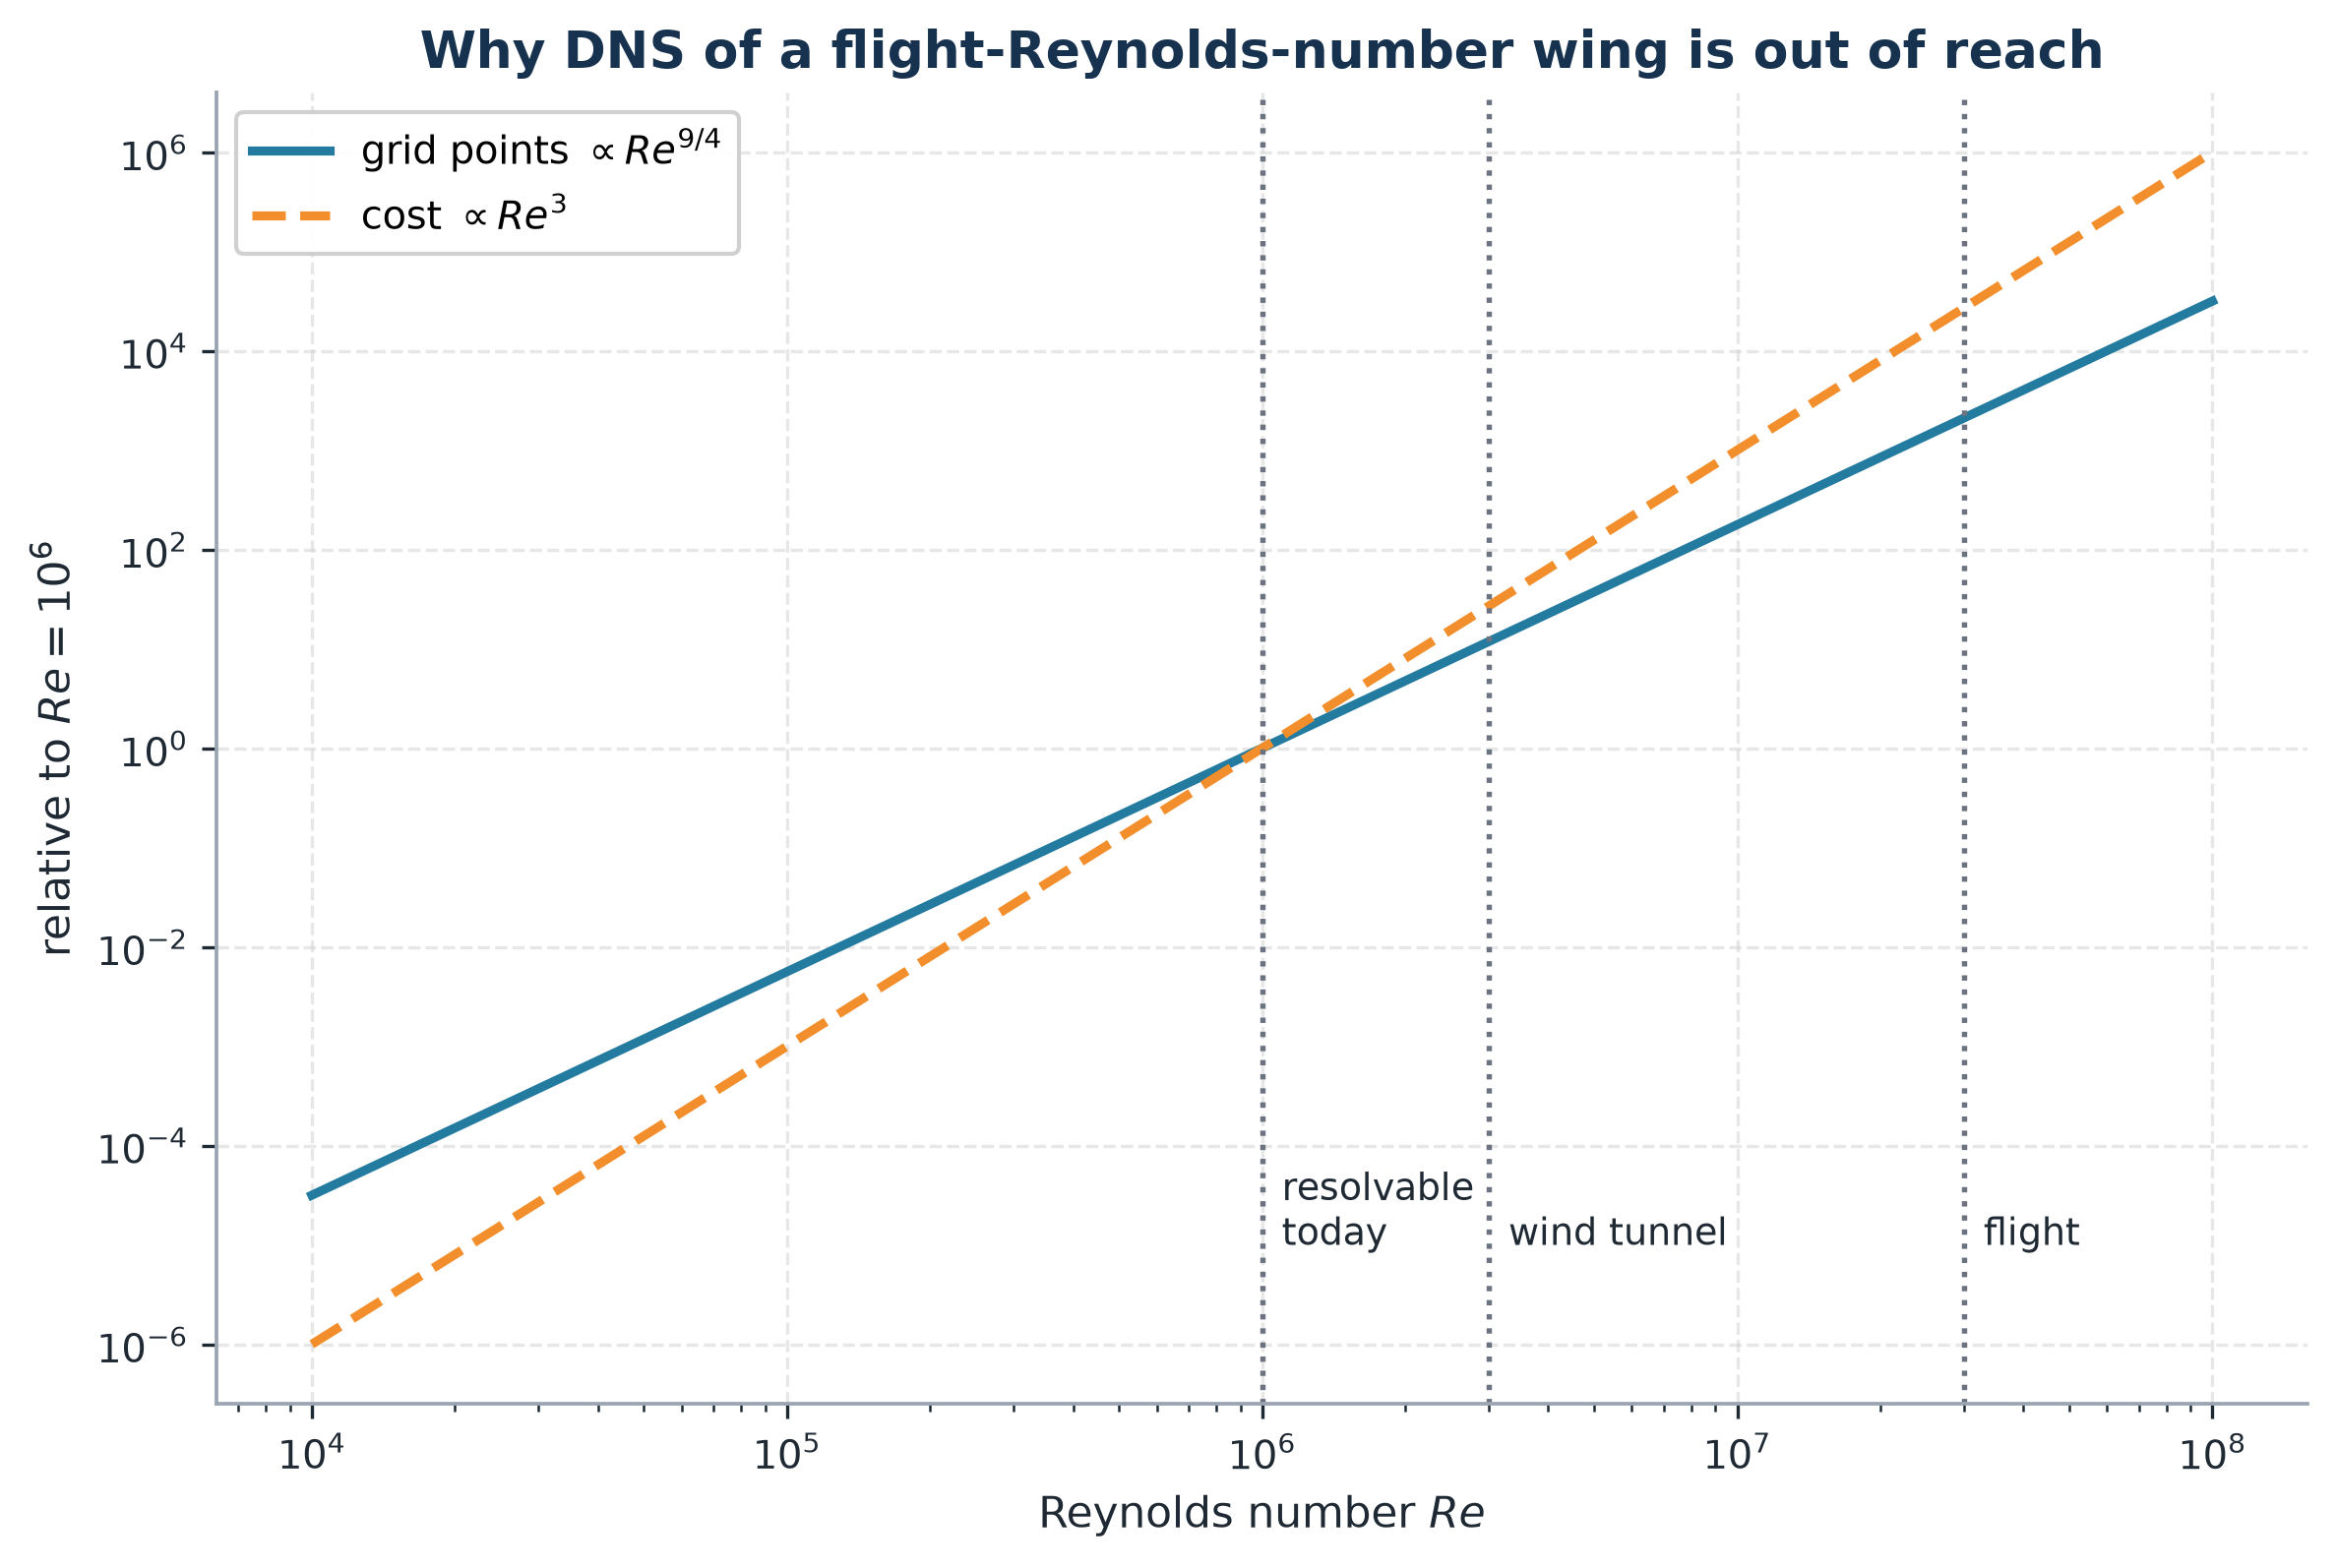 Why DNS of a flight-Reynolds-number wing is out of reach
grid points ∝ Re^{9/4}
cost ∝ Re^3
10^6
10^4
10^2
10^0
10^{−2}
10^{−4}
10^{−6}
relative to Re = 10^6
resolvable
today
wind tunnel
flight
10^4
10^5
10^6
10^7
10^8
Reynolds number Re